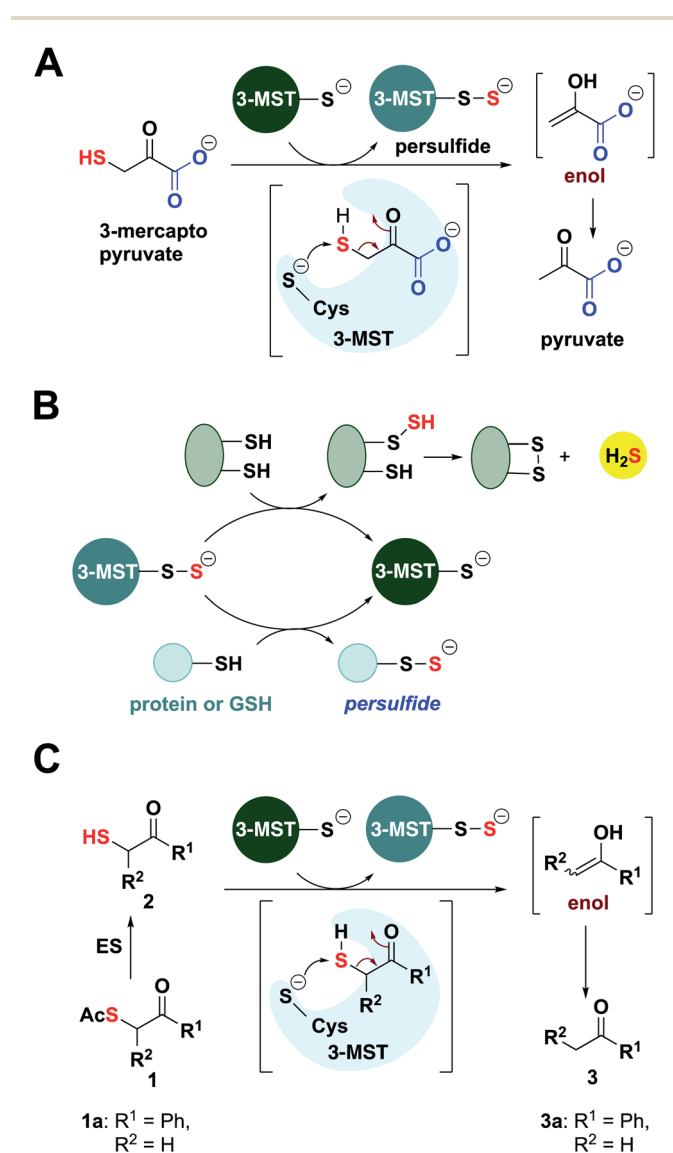 A
3-MST
S
⊖
3-MST
S
S
⊖
persulfide
HS
O
O
⊖
O
3-mercapto
pyruvate
H
S
O
O
⊖
O
S
⊖
Cys
3-MST
OH
O
⊖
O
enol
O
O
⊖
O
pyruvate
B
SH
SH
S
SH
SH
S
S
+
H₂S
3-MST
S
S
⊖
3-MST
S
⊖
SH
S
S
⊖
protein or GSH
persulfide
C
HS
O
R¹
R²
2
ES
AcS
O
R¹
R²
1
1a: R¹ = Ph,
R² = H
3-MST
S
⊖
3-MST
S
S
⊖
H
S
O
R¹
R²
S
⊖
Cys
3-MST
OH
R²
R¹
enol
O
R²
R¹
3
3a: R¹ = Ph,
R² = H